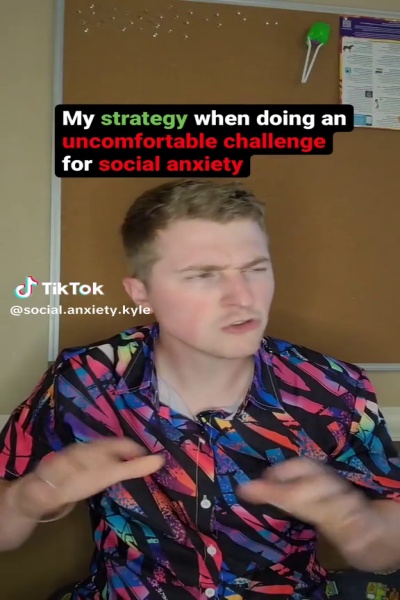 My strategy when doing an
uncomfortable challenge
for social anxiety
TikTok
@social.anxiety.kyle